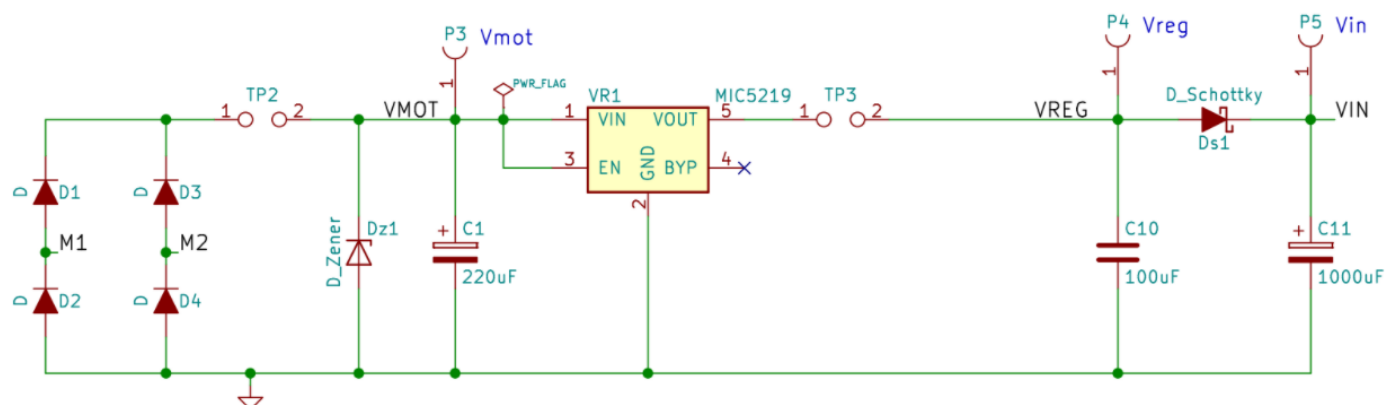 P3 Vmot
P4 Vreg
P5 Vin
PWR_FLAG
TP2
1 2
VMOT
1
VR1
MIC5219
TP3
1 2
VREG
1
D_Schottky
Ds1
1
VIN
1 VIN VOUT 5
3 EN GND BYP 4
2
D D1
D D3
M1
M2
D D2
D D4
D_Zener
Dz1
+ C1
220uF
C10
100uF
+ C11
1000uF